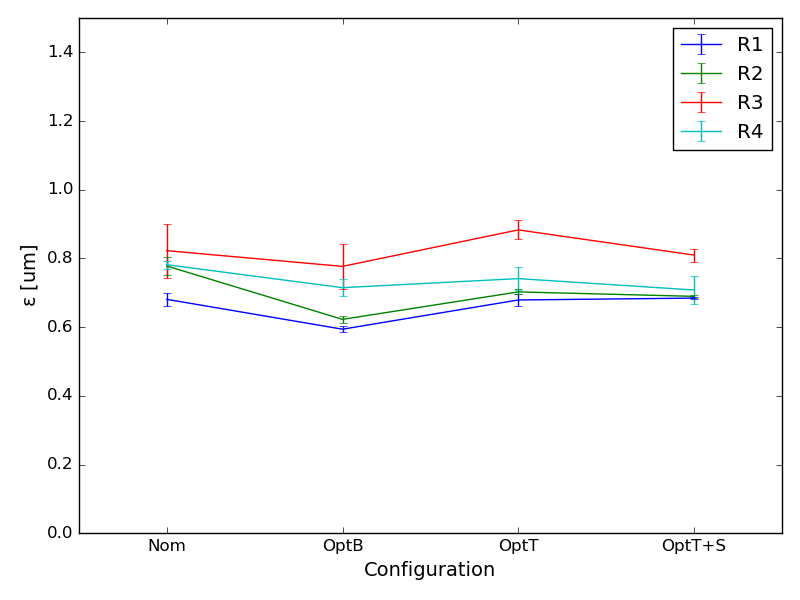 1.4
1.2
1.0
0.8
0.6
0.4
0.2
0.0
ε [um]
R1
R2
R3
R4
Nom
OptB
OptT
OptT+S
Configuration